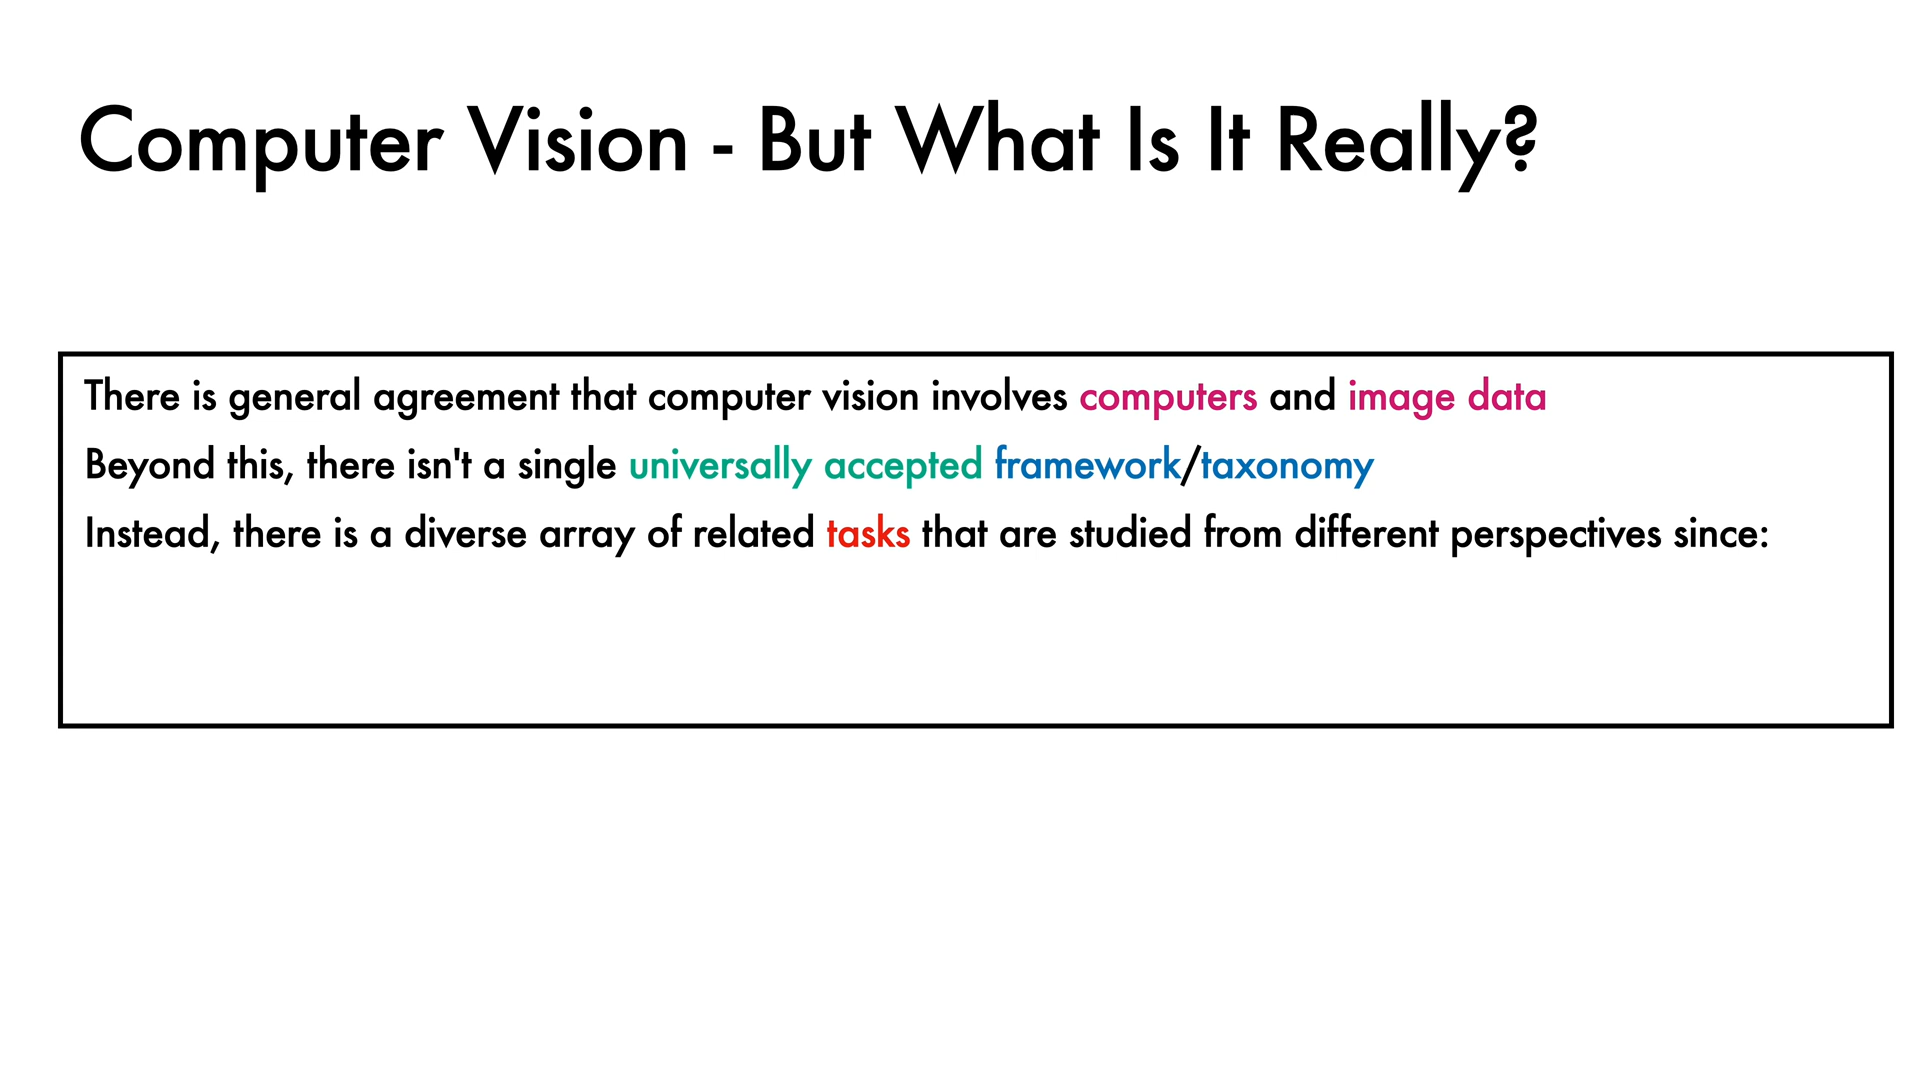 Computer Vision - But What Is It Really?
There is general agreement that computer vision involves computers and image data
Beyond this, there isn't a single universally accepted framework/taxonomy
Instead, there is a diverse array of related tasks that are studied from different perspectives since: